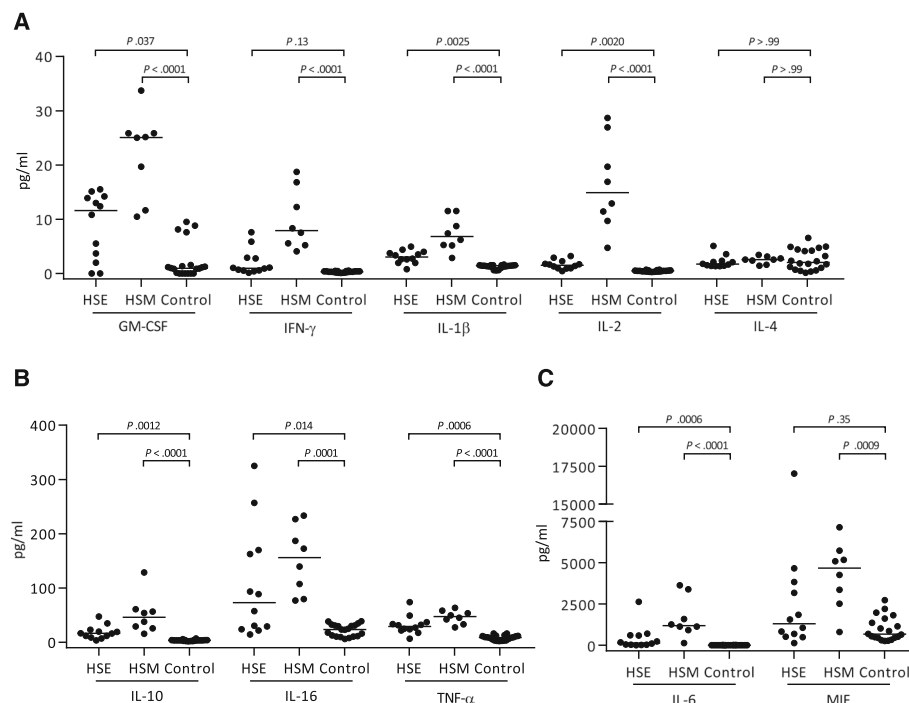 A
P .037 P .13 P .0025 P .0020 P > .99
P < .0001 P < .0001 P < .0001 P < .0001 P > .99
40
30
20
10
0
pg/ml
HSE HSM Control HSE HSM Control HSE HSM Control HSE HSM Control HSE HSM Control
GM-CSF IFN-γ IL-1β IL-2 IL-4
B
P .0012 P .014 P .0006
P < .0001 P .0001 P < .0001
400
300
200
100
0
pg/ml
HSE HSM Control HSE HSM Control HSE HSM Control
IL-10 IL-16 TNF-α
C
P .0006 P .35
P < .0001 P .0009
20000
17500
15000
7500
5000
2500
0
pg/ml
HSE HSM Control HSE HSM Control
IL-6 MIF